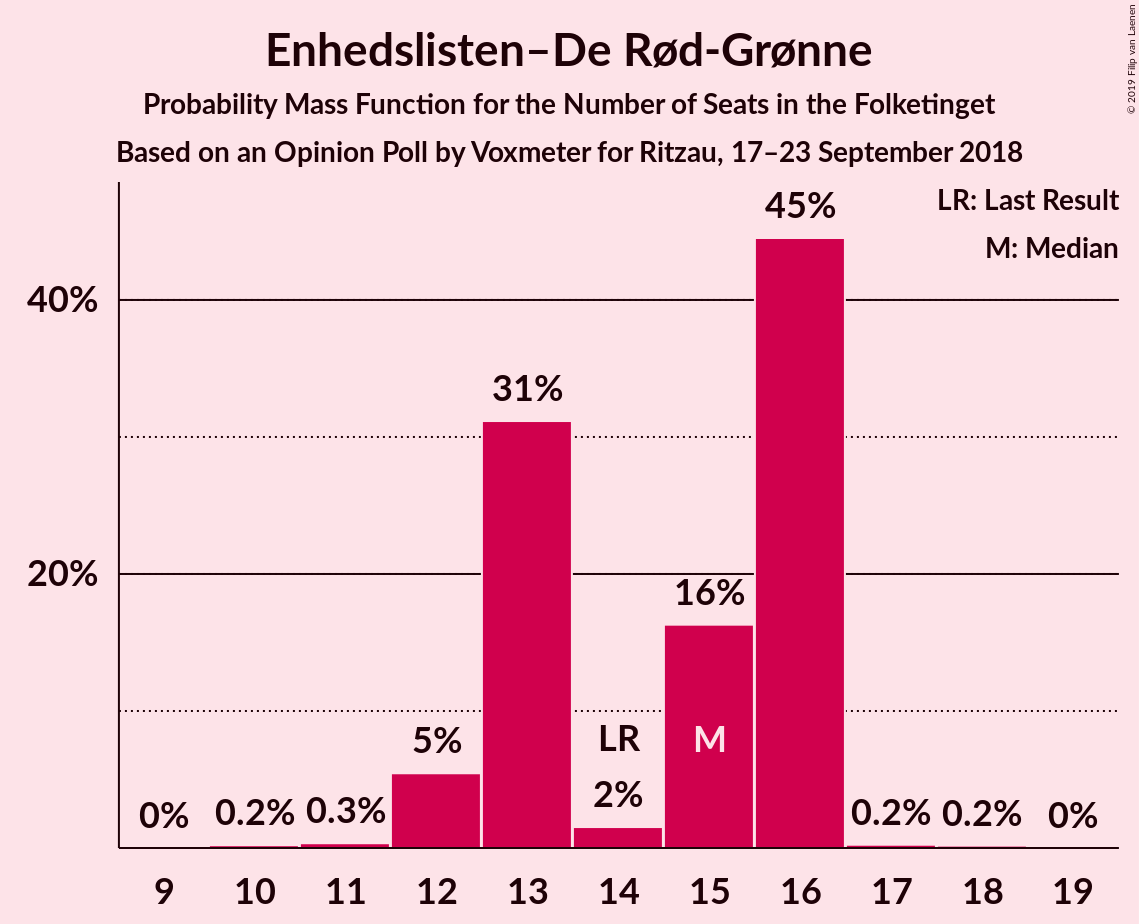 Enhedslisten–De Rød-Grønne
Probability Mass Function for the Number of Seats in the Folketinget
Based on an Opinion Poll by Voxmeter for Ritzau, 17–23 September 2018
© 2019 Filip van Laenen
LR: Last Result
M: Median
45%
40%
31%
20%
16%
LR
M
5%
2%
0%
0.2%
0.3%
0.2%
0.2%
0%
9 10 11 12 13 14 15 16 17 18 19